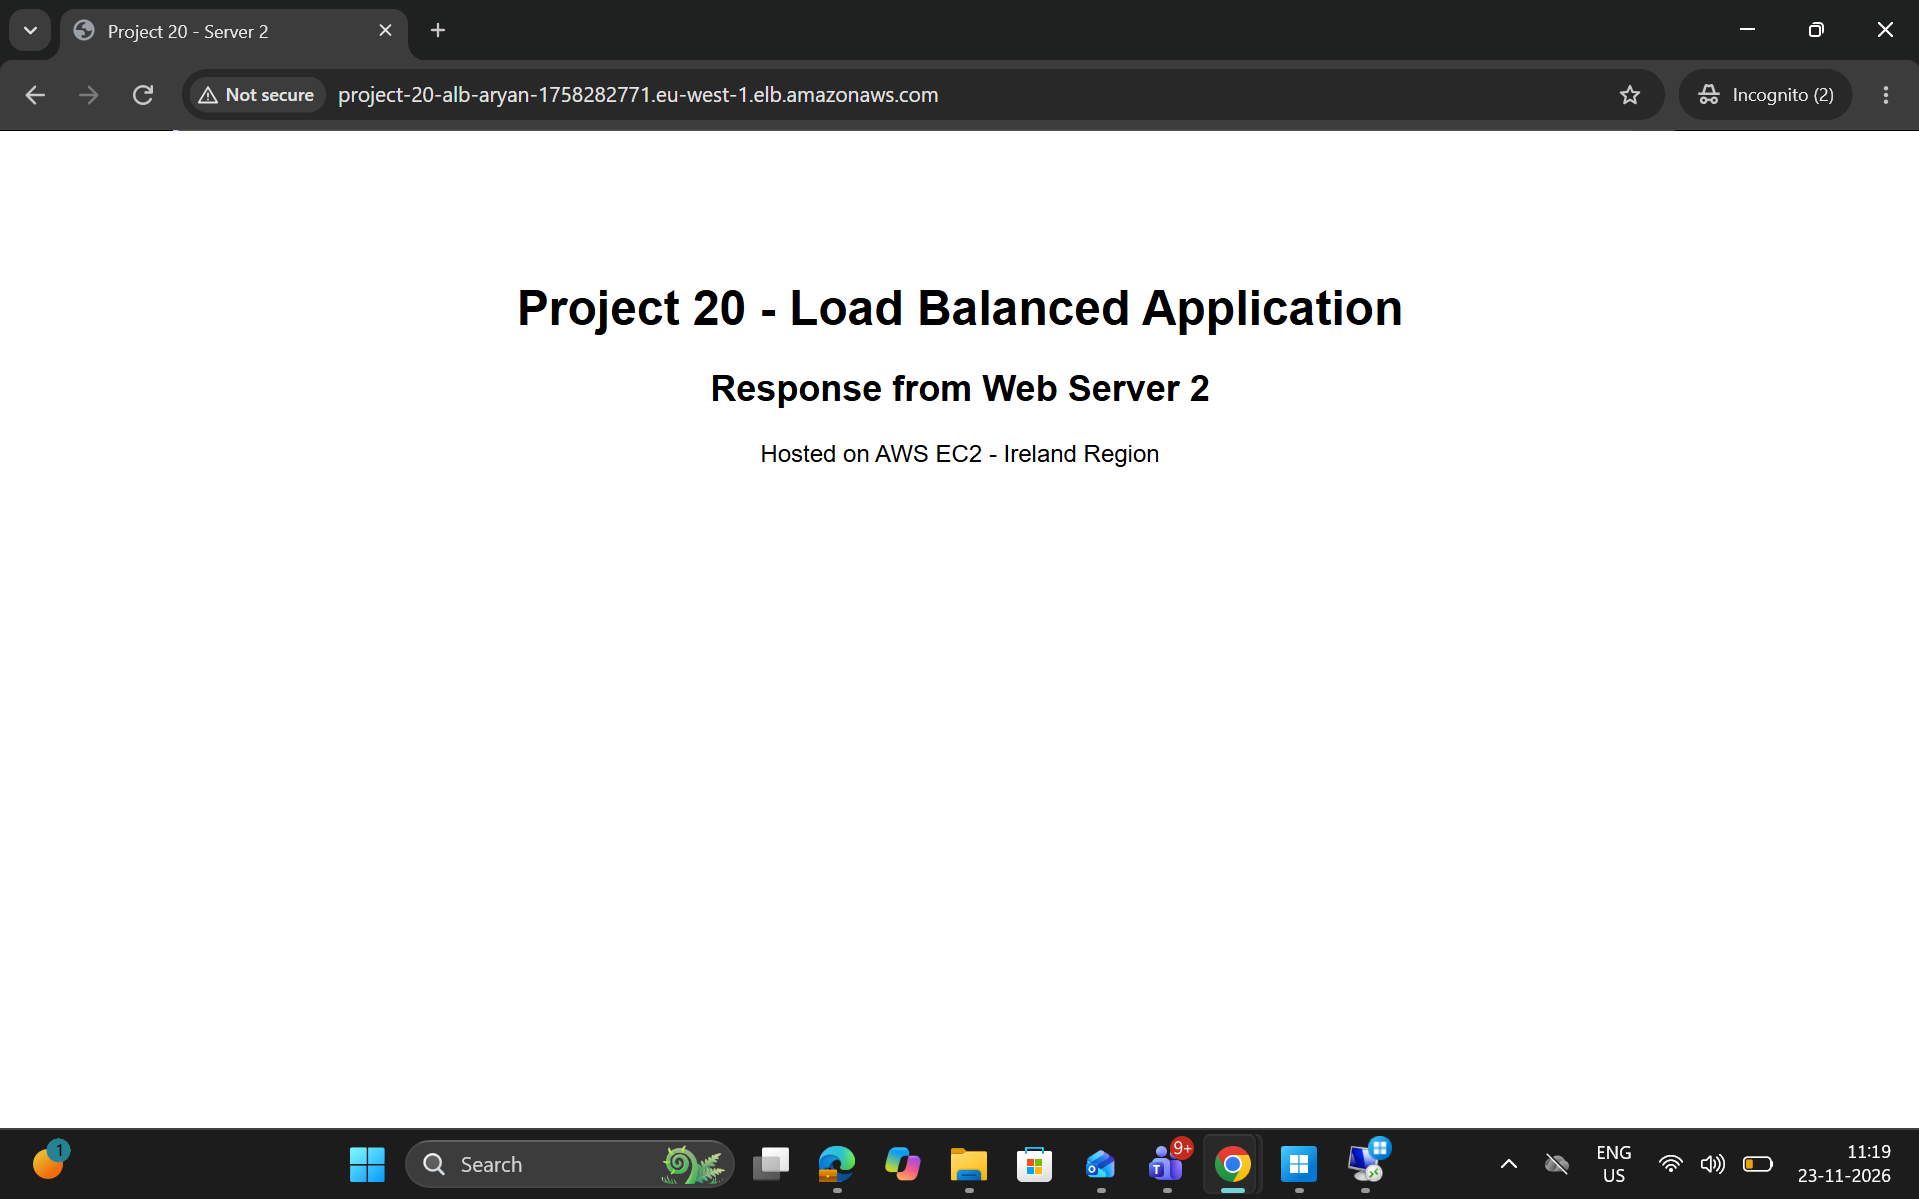 Project 20 - Server 2
Not secure
project-20-alb-aryan-1758282771.eu-west-1.elb.amazonaws.com
Incognito (2)
Project 20 - Load Balanced Application
Response from Web Server 2
Hosted on AWS EC2 - Ireland Region
1
Search
9+
ENG
US
11:19
23-11-2026